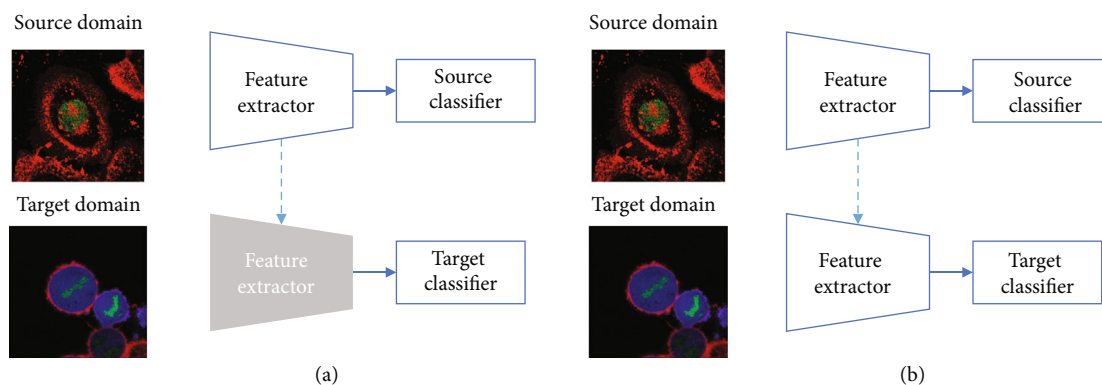 Source domain
Feature
extractor
Source
classifier
Target domain
Feature
extractor
Target
classifier
(a)
Source domain
Feature
extractor
Source
classifier
Target domain
Feature
extractor
Target
classifier
(b)